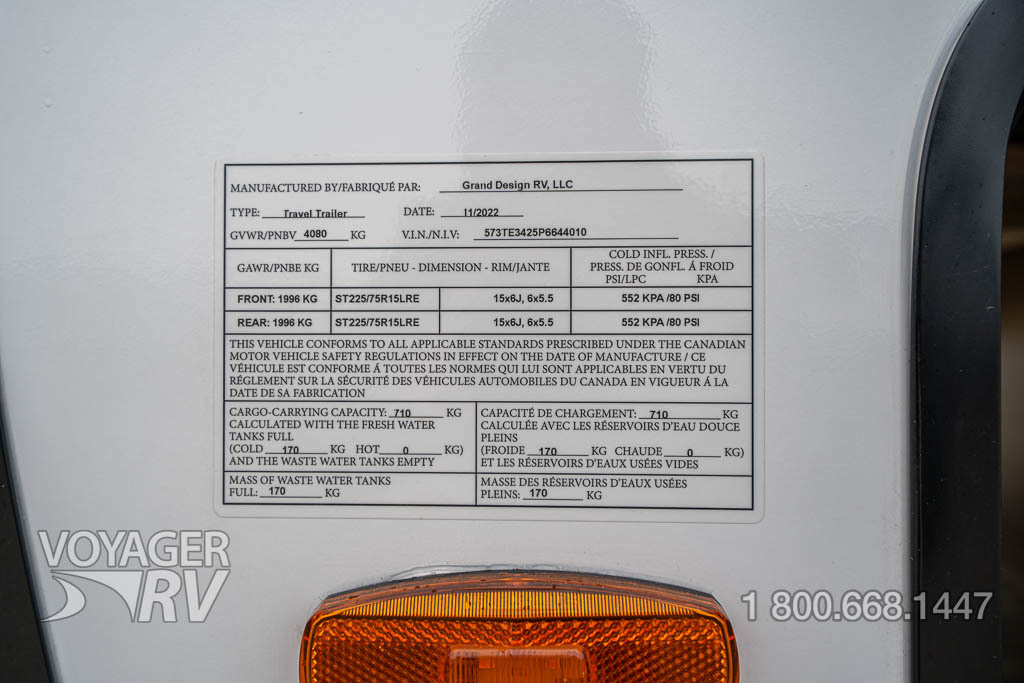 MANUFACTURED BY/FABRIQUÉ PAR: Grand Design RV, LLC
TYPE: Travel Trailer DATE: 11/2022
GVWR/PNBV 4080 KG V.I.N./N.I.V: 573TE3425P6644010
GAWR/PNBE KG TIRE/PNEU - DIMENSION - RIM/JANTE COLD INFL. PRESS. /
PRESS. DE GONFL. Á FROID
PSI/LPC KPA
FRONT: 1996 KG ST225/75R15LRE 15x6J, 6x5.5 552 KPA /80 PSI
REAR: 1996 KG ST225/75R15LRE 15x6J, 6x5.5 552 KPA /80 PSI
THIS VEHICLE CONFORMS TO ALL APPLICABLE STANDARDS PRESCRIBED UNDER THE CANADIAN
MOTOR VEHICLE SAFETY REGULATIONS IN EFFECT ON THE DATE OF MANUFACTURE / CE
VÉHICULE EST CONFORME Á TOUTES LES NORMES QUI LUI SONT APPLICABLES EN VERTU DU
RÉGLEMENT SUR LA SÉCURITÉ DES VÉHICULES AUTOMOBILES DU CANADA EN VIGUEUR Á LA
DATE DE SA FABRICATION
CARGO-CARRYING CAPACITY: 710 KG
CALCULATED WITH THE FRESH WATER
TANKS FULL
(COLD 170 KG HOT 0 KG)
AND THE WASTE WATER TANKS EMPTY
CAPACITÉ DE CHARGEMENT: 710 KG
CALCULÉE AVEC LES RÉSERVOIRS D'EAU DOUCE
PLEINS
(FROIDE 170 KG CHAUDE 0 KG)
ET LES RÉSERVOIRS D'EAUX USÉES VIDES
MASS OF WASTE WATER TANKS
FULL: 170 KG
MASSE DES RÉSERVOIRS D'EAUX USÉES
PLEINS: 170 KG
VOYAGER
RV
1 800.668.1447